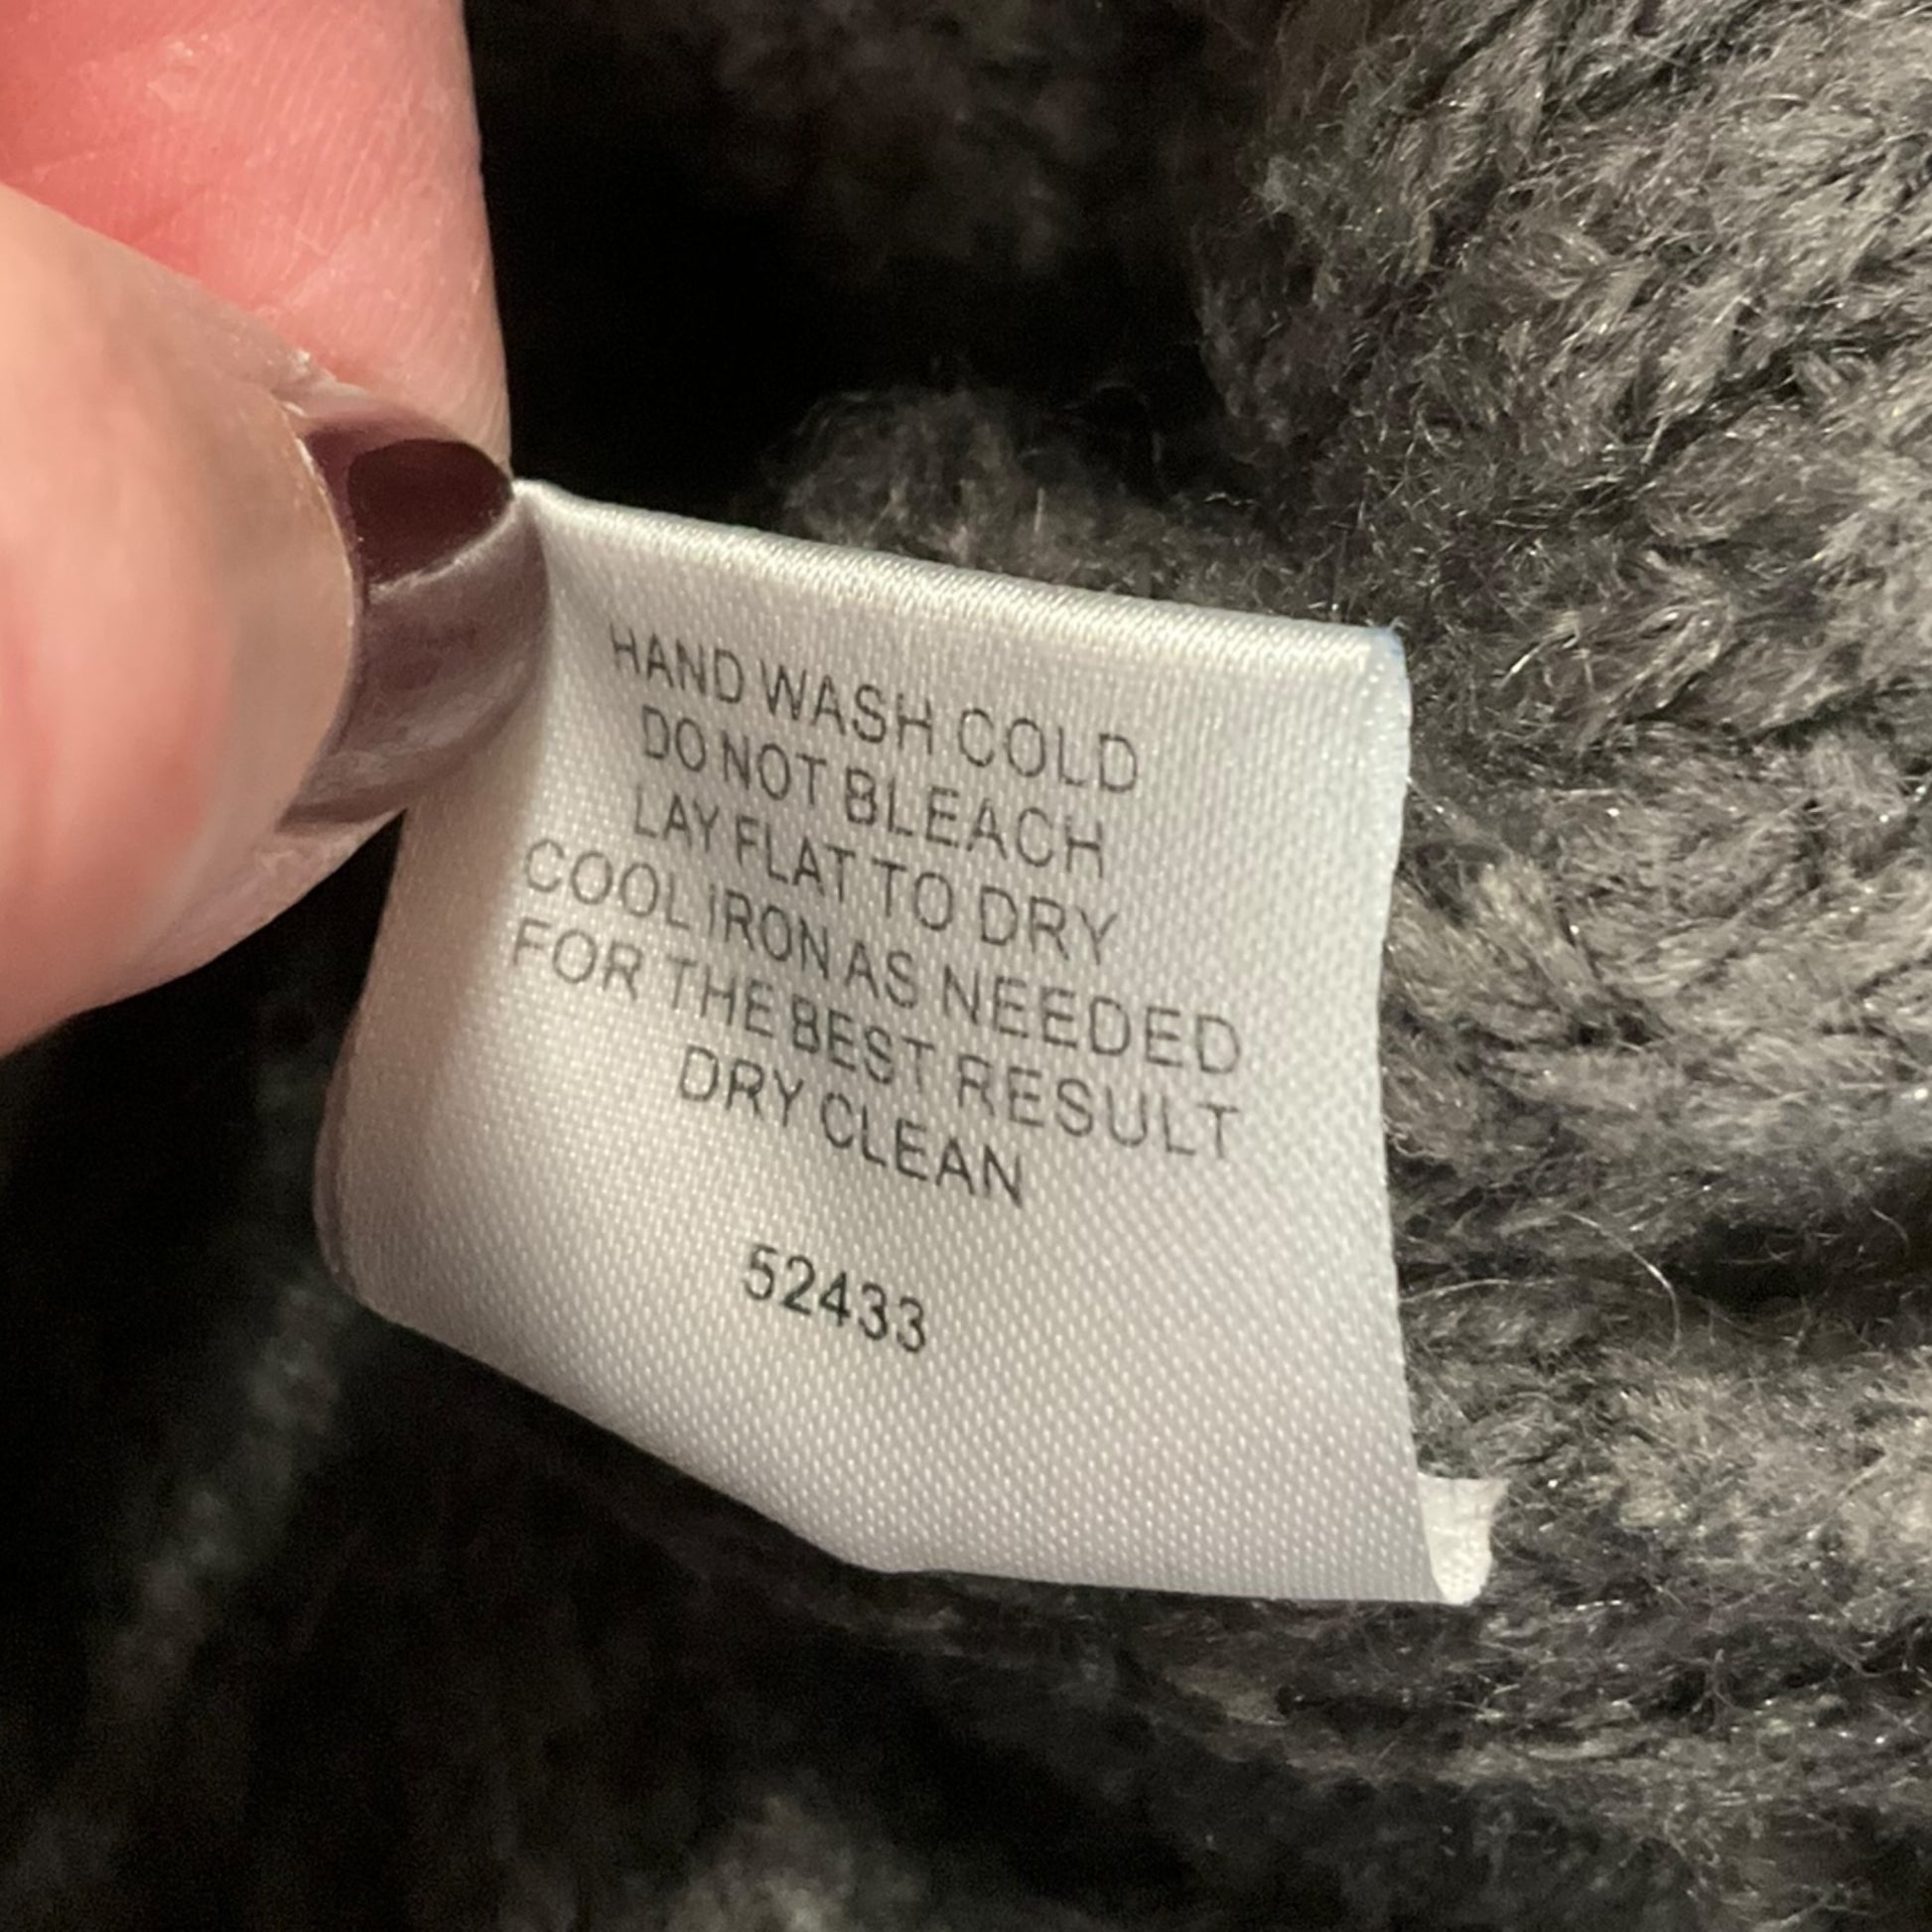 HAND WASH COLD
DO NOT BLEACH
LAY FLAT TO DRY
COOL IRON AS NEEDED
FOR THE BEST RESULT
DRY CLEAN
52433